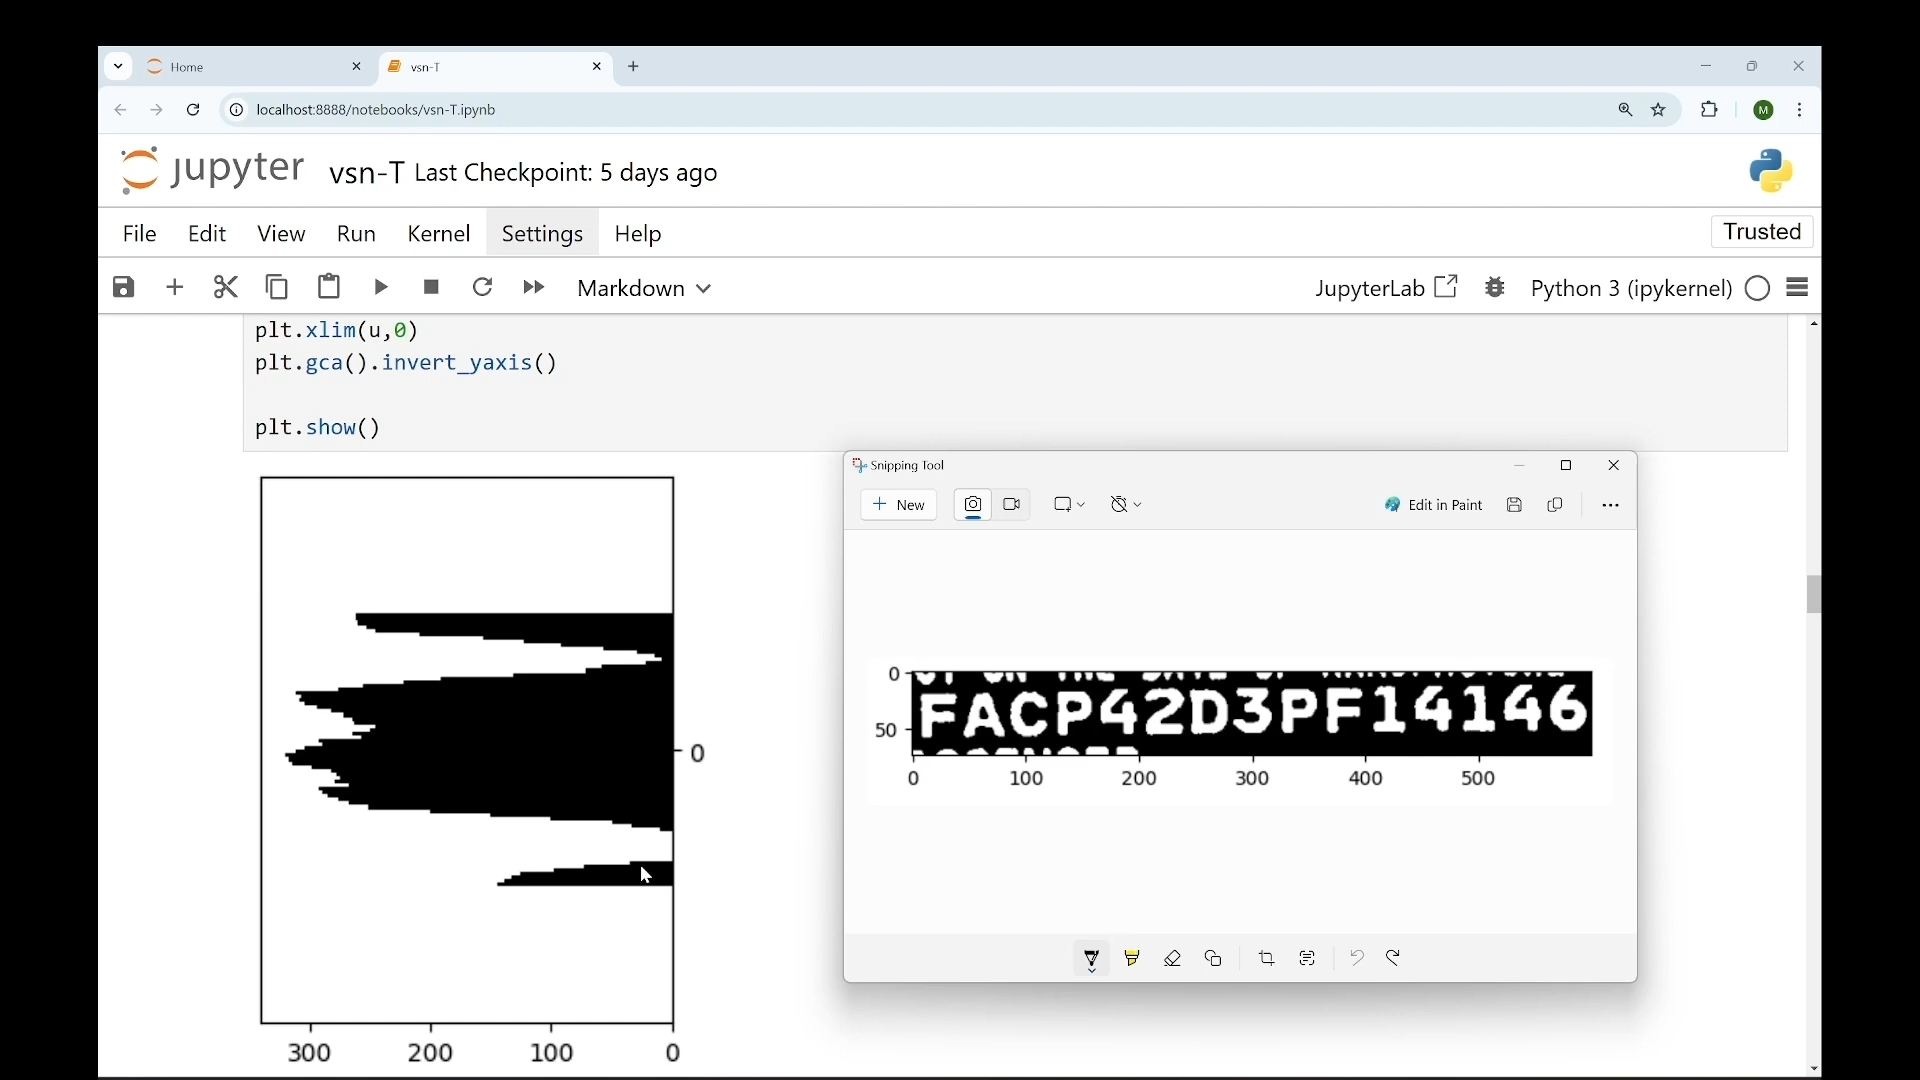 Home
vsn-T
localhost:8888/notebooks/vsn-T.ipynb
M
jupyter vsn-T Last Checkpoint: 5 days ago
File Edit View Run Kernel Settings Help Trusted
Markdown JupyterLab Python 3 (ipykernel)
plt.xlim(u,0)
plt.gca().invert_yaxis()
plt.show()
0
300 200 100 0
Snipping Tool
New Edit in Paint
0
50
FACP42D3PF14146
0 100 200 300 400 500